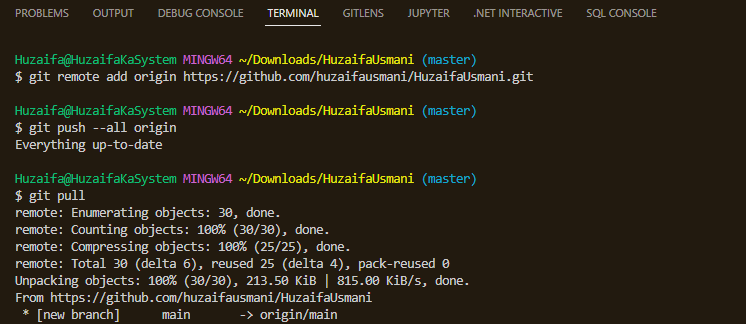 PROBLEMS OUTPUT DEBUG CONSOLE TERMINAL GITLENS JUPYTER .NET INTERACTIVE SQL CONSOLE
Huzaifa@HuzaifaKaSystem MINGW64 ~/Downloads/HuzaifaUsmani (master)
$ git remote add origin https://github.com/huzaifausmani/HuzaifaUsmani.git
Huzaifa@HuzaifaKaSystem MINGW64 ~/Downloads/HuzaifaUsmani (master)
$ git push --all origin
Everything up-to-date
Huzaifa@HuzaifaKaSystem MINGW64 ~/Downloads/HuzaifaUsmani (master)
$ git pull
remote: Enumerating objects: 30, done.
remote: Counting objects: 100% (30/30), done.
remote: Compressing objects: 100% (25/25), done.
remote: Total 30 (delta 6), reused 25 (delta 4), pack-reused 0
Unpacking objects: 100% (30/30), 213.50 KiB | 815.00 KiB/s, done.
From https://github.com/huzaifausmani/HuzaifaUsmani
* [new branch] main -> origin/main